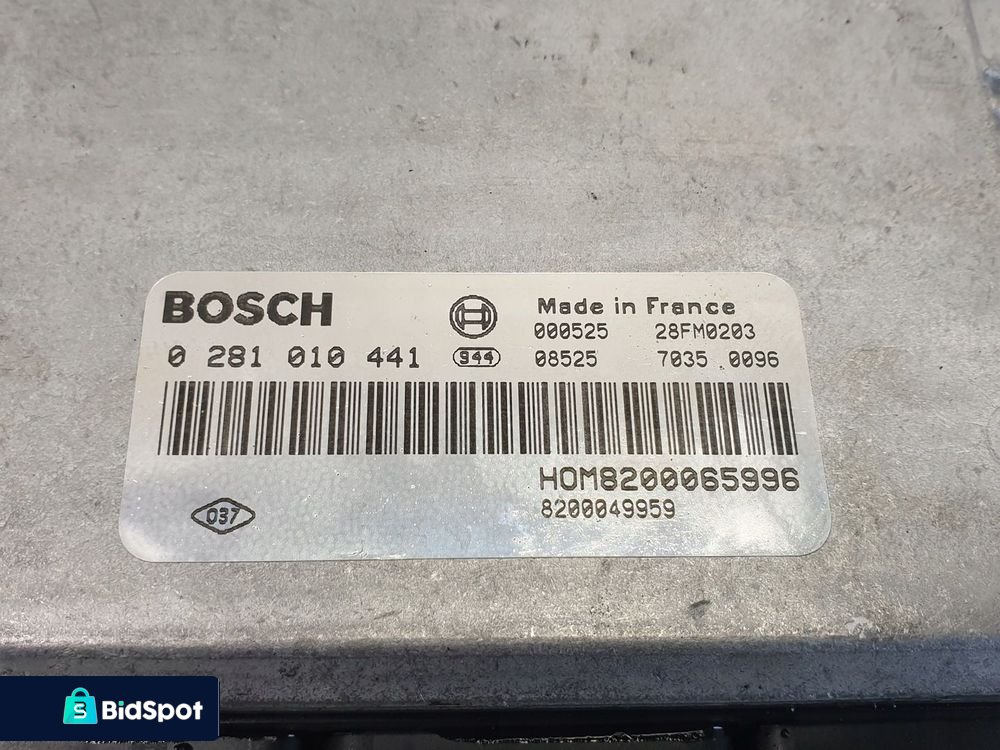 BOSCH
Made in France
000525 28FM0203
0 281 010 441 944 08525 7035 0096
HOM8200065996
8200049959
037
BidSpot